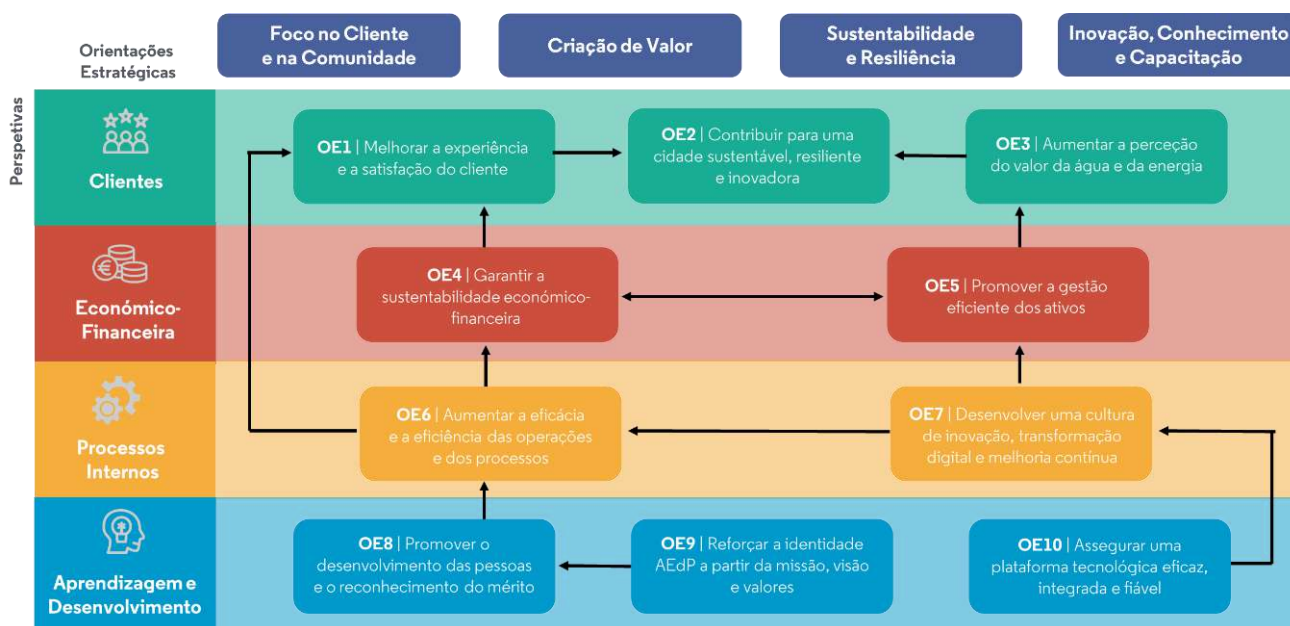 Orientações
Estratégicas
Foco no Cliente
e na Comunidade
Criação de Valor
Sustentabilidade
e Resiliência
Inovação, Conhecimento
e Capacitação
Perspetivas
Clientes
OE1 | Melhorar a experiência
e a satisfação do cliente
OE2 | Contribuir para uma
cidade sustentável, resiliente
e inovadora
OE3 | Aumentar a perceção
do valor da água e da energia
Económico-
Financeira
OE4 | Garantir a
sustentabilidade económico-
financeira
OE5 | Promover a gestão
eficiente dos ativos
Processos
Internos
OE6 | Aumentar a eficácia
e a eficiência das operações
e dos processos
OE7 | Desenvolver uma cultura
de inovação, transformação
digital e melhoria contínua
Aprendizagem e
Desenvolvimento
OE8 | Promover o
desenvolvimento das pessoas
e o reconhecimento do mérito
OE9 | Reforçar a identidade
AEdP a partir da missão, visão
e valores
OE10 | Assegurar uma
plataforma tecnológica eficaz,
integrada e fiável